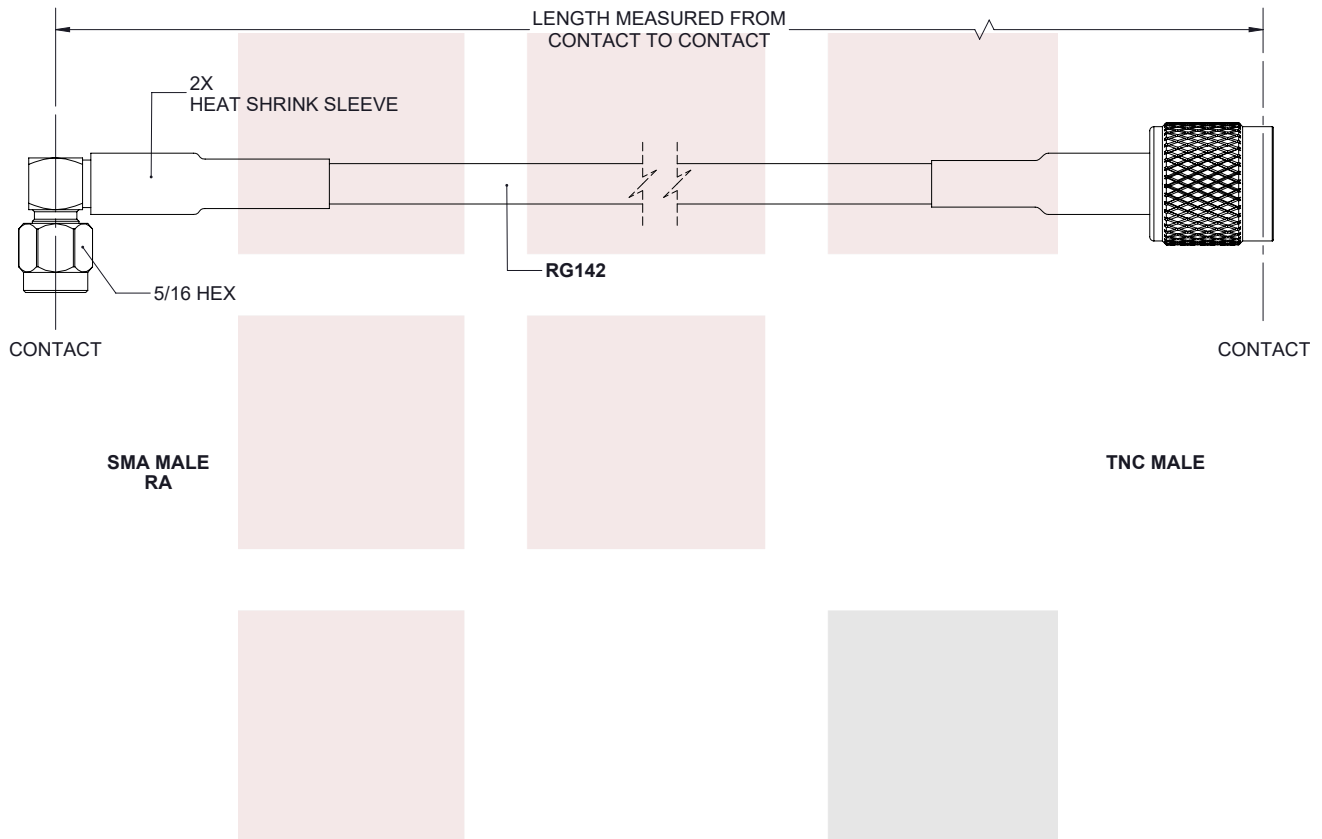 LENGTH MEASURED FROM
CONTACT TO CONTACT
2X
HEAT SHRINK SLEEVE
RG142
5/16 HEX
CONTACT
CONTACT
SMA MALE
RA
TNC MALE